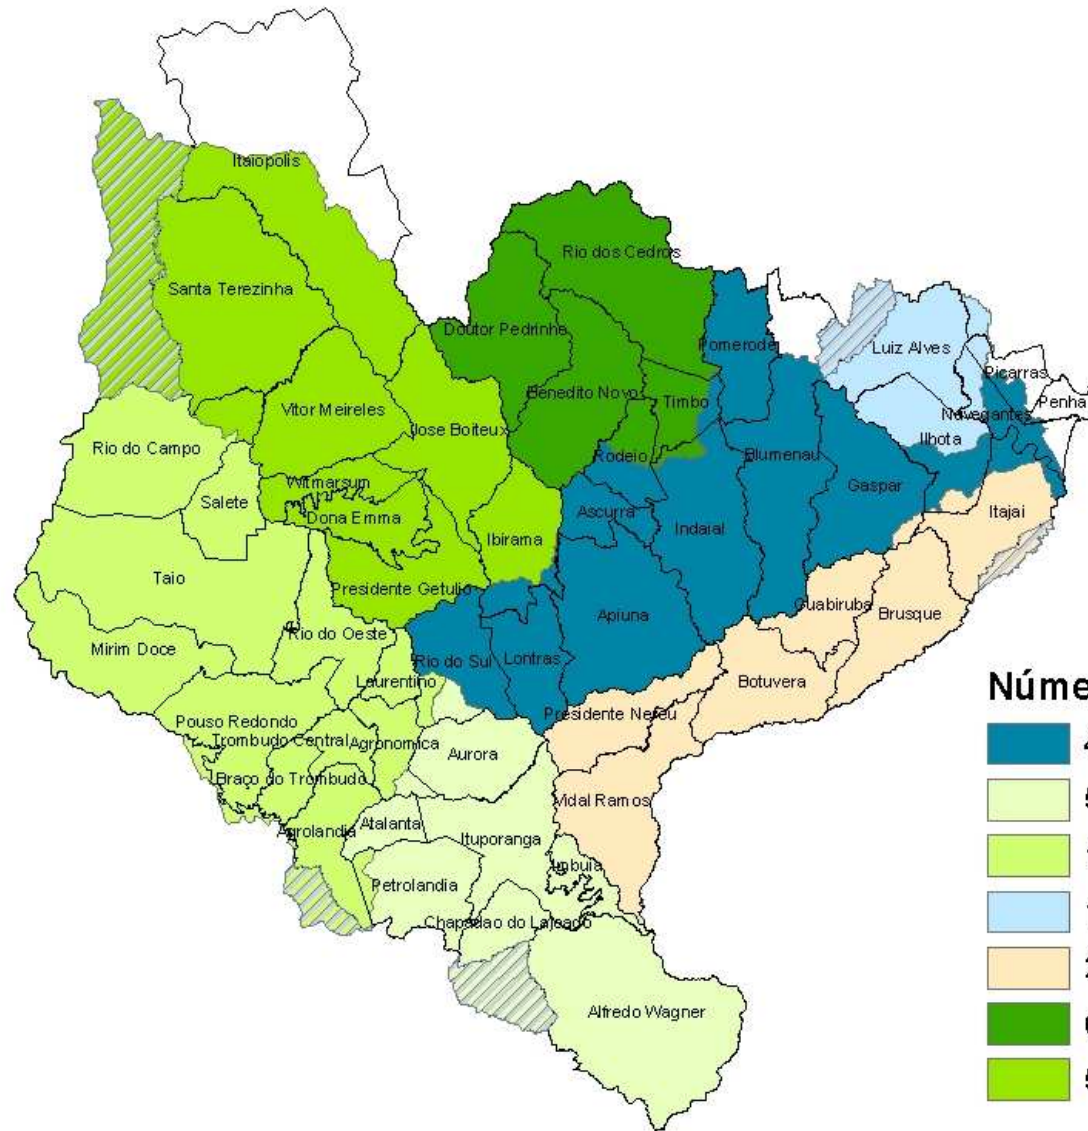 Itaiopolis
Rio dos Cedros
Santa Terezinha
Doutor Pedrinho
Pomerode
Luiz Alves
Picarras
Penha
Benedito Novo
Timbo
Navegantes
Vitor Meireles
Jose Boiteux
Ilhota
Rio do Campo
Rodeio
Blumenau
Witmarsum
Gaspar
Salete
Dona Emma
Ascurra
Indaial
Itajai
Ibirama
Taio
Presidente Getulio
Apiuna
Guabiruba
Brusque
Rio do Oeste
Mirim Doce
Rio do Sul
Lontras
Laurentino
Botuvera
Pouso Redondo
Presidente Nereu
Trombudo Central
Agronomica
Aurora
Braço do Trombudo
Vidal Ramos
Agrolandia
Atalanta
Ituporanga
Imbuia
Petrolandia
Chapadao do Lajeado
Alfredo Wagner
Núme